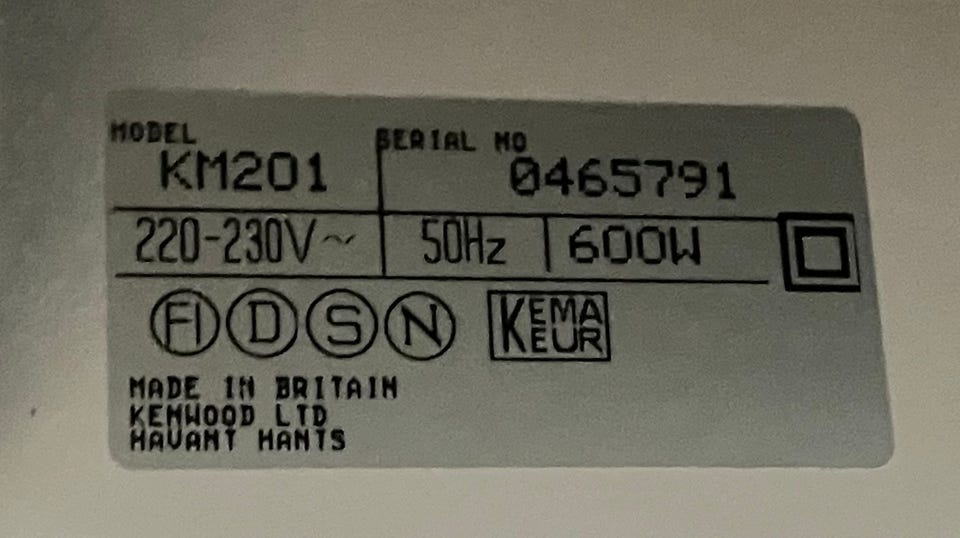 MODEL SERIAL NO
KM201 0465791
220-230V~ 50Hz 600W
FI D S N KEMA
KEUR
MADE IN BRITAIN
KENWOOD LTD
HAVANT HANTS